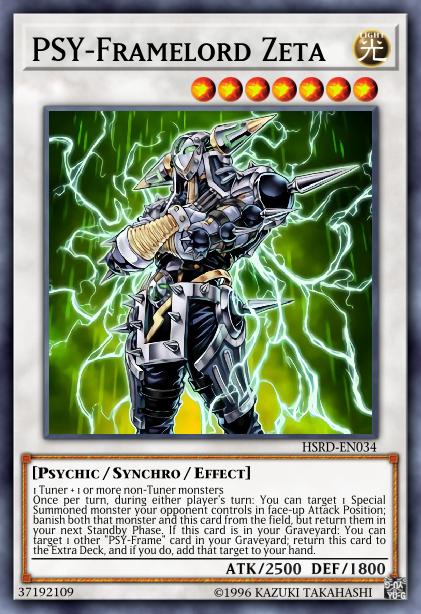 PSY-Framelord Zeta
LIGHT
光
HSRD-EN034
[Psychic / Synchro / Effect]
1 Tuner + 1 or more non-Tuner monsters
Once per turn, during either player's turn: You can target 1 Special
Summoned monster your opponent controls in face-up Attack Position;
banish both that monster and this card from the field, but return them in
your next Standby Phase. If this card is in your Graveyard: You can
target 1 other "PSY-Frame" card in your Graveyard; return this card to
the Extra Deck, and if you do, add that target to your hand.
ATK/2500 DEF/1800
37192109
©1996 KAZUKI TAKAHASHI